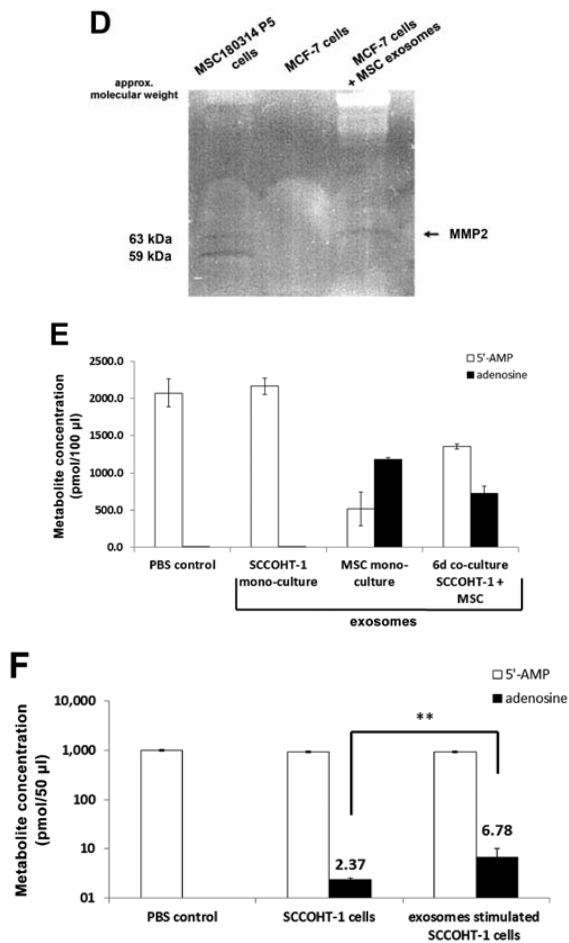 D
MSC180314 P5
cells
MCF-7 cells
MCF-7 cells
+ MSC exosomes
approx.
molecular weight
63 kDa
59 kDa
MMP2
E
Metabolite concentration
(pmol/100 µl)
2500.0
2000.0
1500.0
1000.0
500.0
0.0
5'-AMP
adenosine
PBS control
SCCOHT-1
mono-culture
MSC mono-
culture
6d co-culture
SCCOHT-1 +
MSC
exosomes
F
Metabolite concentration
(pmol/50 µl)
10,000
1,000
10
01
5'-AMP
adenosine
**
2.37
6.78
PBS control
SCCOHT-1 cells
exosomes stimulated
SCCOHT-1 cells